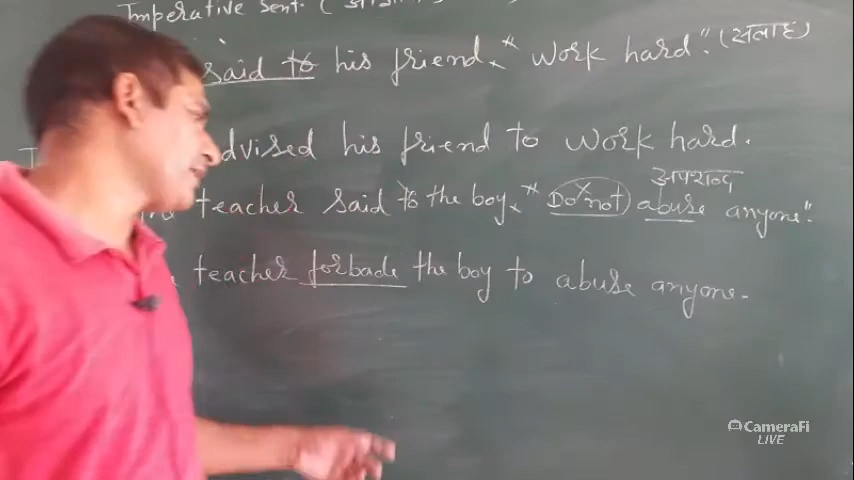 Imperative Sent. (
said to his friend, " Work hard". (सलाह)
advised his friend to work hard.
अपशब्द
teacher said to the boy, " Do not abuse anyone".
teacher forbade the boy to abuse anyone.
CameraFi
LIVE